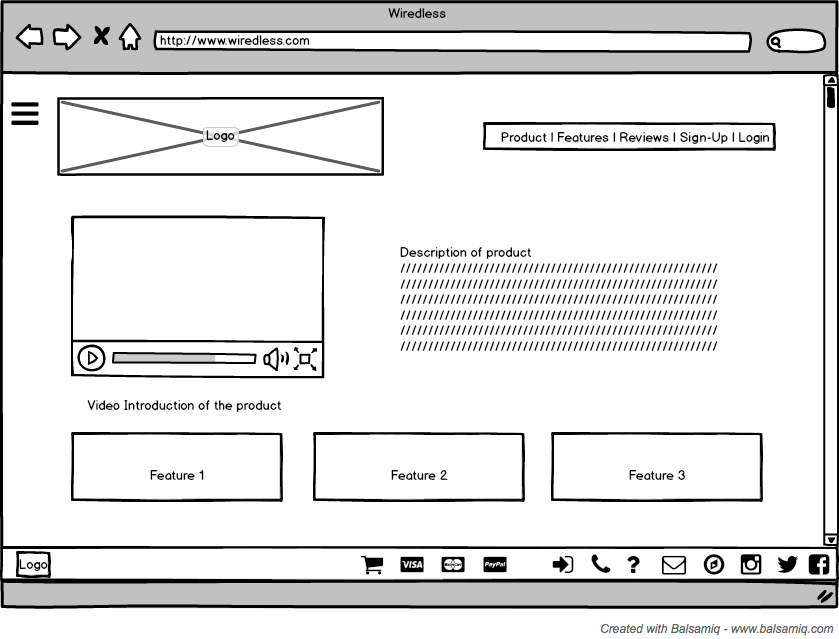 Wiredless
http://www.wiredless.com
Logo
Product | Features | Reviews | Sign-Up | Login
Description of product
Video Introduction of the product
Feature 1
Feature 2
Feature 3
Logo
VISA
PayPal
?
Created with Balsamiq - www.balsamiq.com